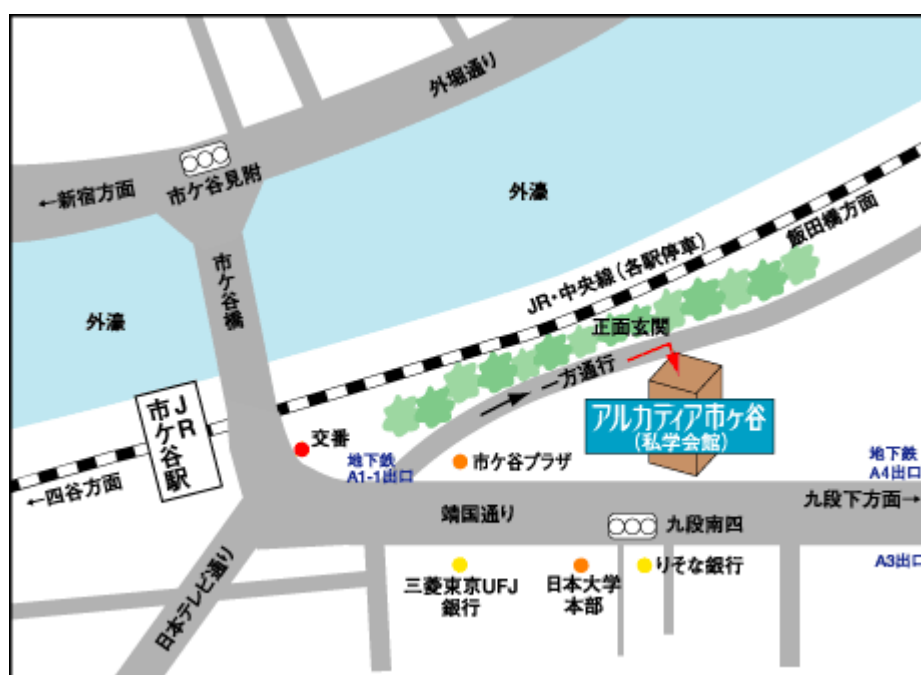 外堀通り
市ケ谷見附
←新宿方面
外濠
飯田橋方面
市ケ谷橋
JR・中央線(各駅停車)
外濠
正面玄関
一方通行
アルカディア市ヶ谷
(私学会館)
JR
市ケ谷駅
交番
地下鉄
A1-1出口
市ケ谷プラザ
地下鉄
A4出口
←四谷方面
九段下方面→
靖国通り
九段南四
日本テレビ通り
三菱東京UFJ
銀行
日本大学
本部
りそな銀行
A3出口